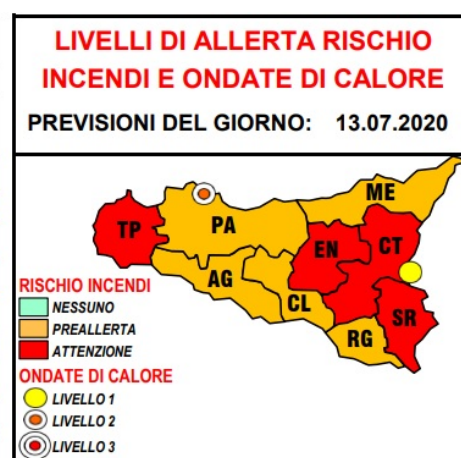 LIVELLI DI ALLERTA RISCHIO
INCENDI E ONDATE DI CALORE
PREVISIONI DEL GIORNO: 13.07.2020
ME
TP
PA
EN
CT
AG
CL
SR
RG
RISCHIO INCENDI
NESSUNO
PREALLERTA
ATTENZIONE
ONDATE DI CALORE
LIVELLO 1
LIVELLO 2
LIVELLO 3